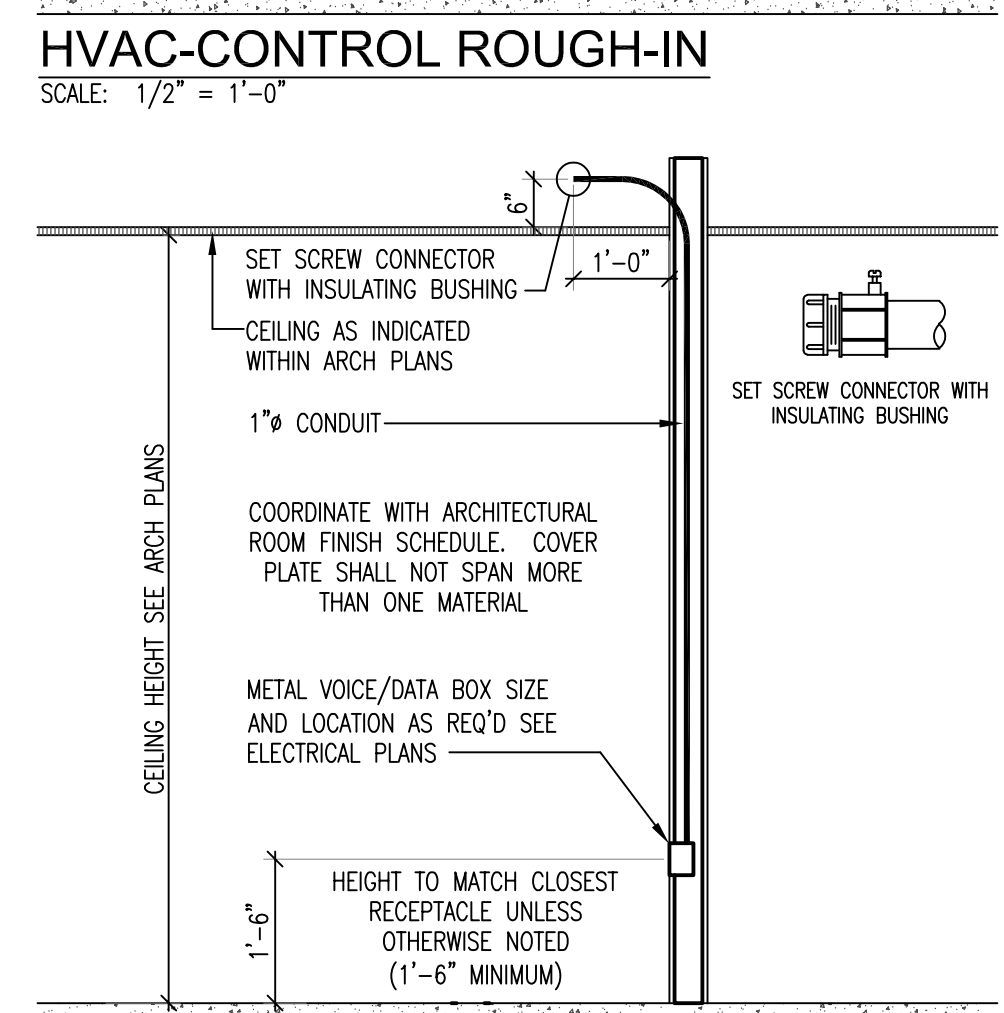 HVAC-CONTROL ROUGH-IN
SCALE: 1/2" = 1'-0"
6"
1'-0"
SET SCREW CONNECTOR
WITH INSULATING BUSHING
CEILING AS INDICATED
WITHIN ARCH PLANS
SET SCREW CONNECTOR WITH
INSULATING BUSHING
1"ø CONDUIT
CEILING HEIGHT SEE ARCH PLANS
COORDINATE WITH ARCHITECTURAL
ROOM FINISH SCHEDULE. COVER
PLATE SHALL NOT SPAN MORE
THAN ONE MATERIAL
METAL VOICE/DATA BOX SIZE
AND LOCATION AS REQ'D SEE
ELECTRICAL PLANS
1'-6"
HEIGHT TO MATCH CLOSEST
RECEPTACLE UNLESS
OTHERWISE NOTED
(1'-6" MINIMUM)